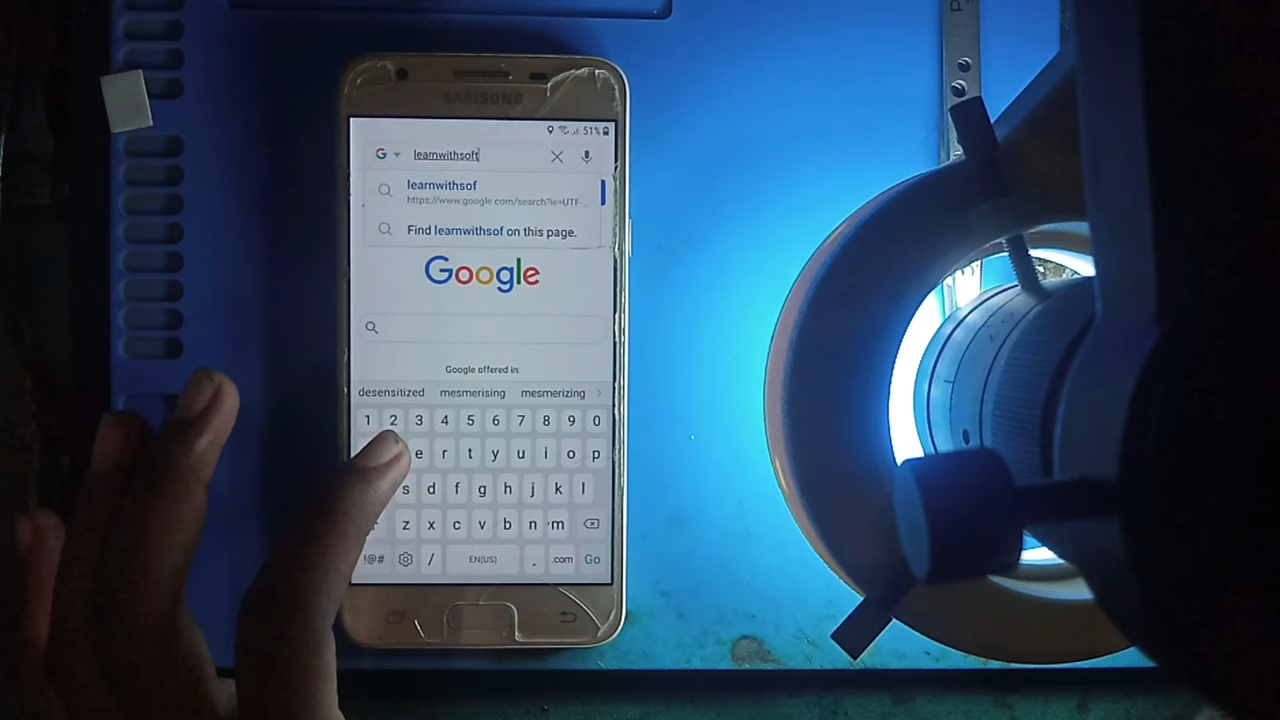 SAMSUNG
51%
G learnwithsoft
learnwithsof
https://www.google.com/search?ie=UTF-...
Find learnwithsof on this page.
Google
Google offered in:
desensitized mesmerising mesmerizing
1 2 3 4 5 6 7 8 9 0
e r t y u i o p
s d f g h j k l
z x c v b n m
!@# / EN(US) . .com Go